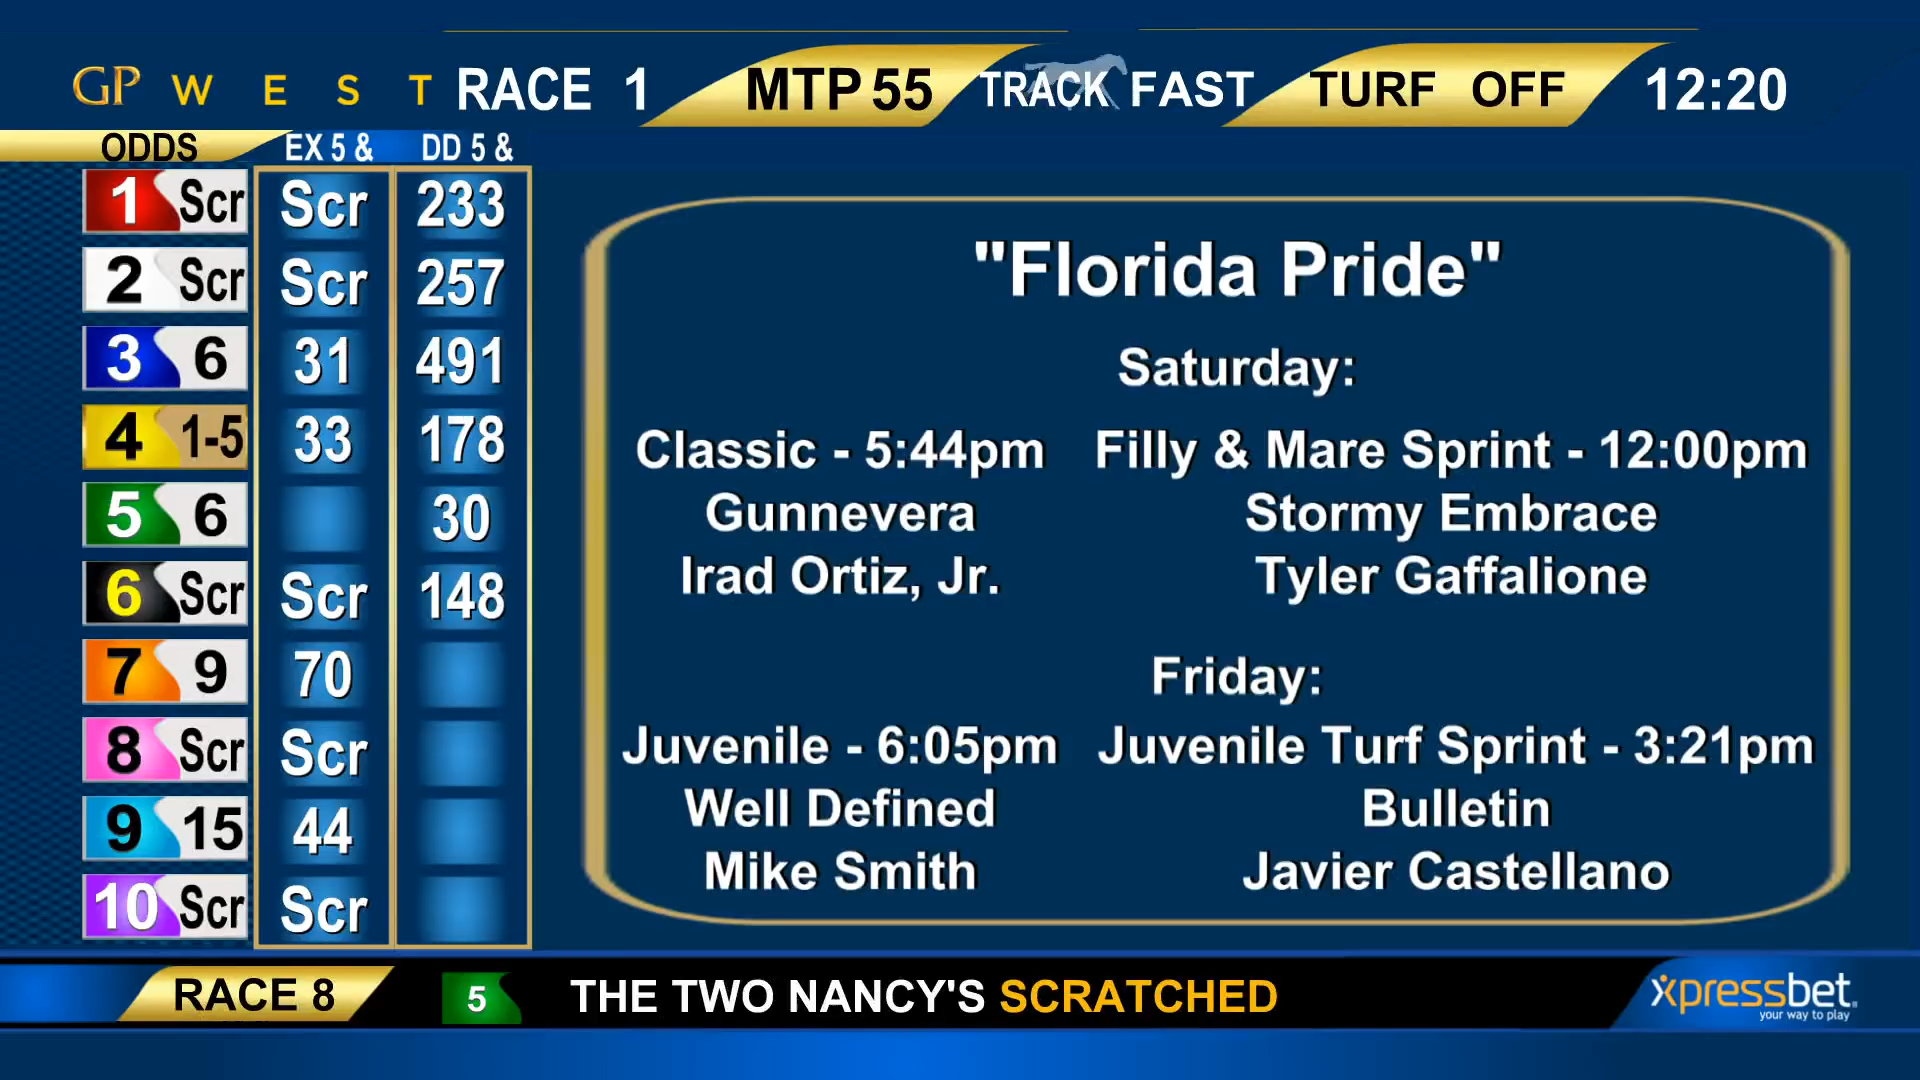 GP WEST RACE 1 MTP 55 TRACK FAST TURF OFF 12:20
ODDS EX 5 & DD 5 &
1 Scr Scr 233
2 Scr Scr 257
3 6 31 491
4 1-5 33 178
5 6 30
6 Scr Scr 148
7 9 70
8 Scr Scr
9 15 44
10 Scr Scr
"Florida Pride"
Saturday:
Classic - 5:44pm Filly & Mare Sprint - 12:00pm
Gunnevera Stormy Embrace
Irad Ortiz, Jr. Tyler Gaffalione
Friday:
Juvenile - 6:05pm Juvenile Turf Sprint - 3:21pm
Well Defined Bulletin
Mike Smith Javier Castellano
RACE 8 5 THE TWO NANCY'S SCRATCHED
xpressbet.
your way to play